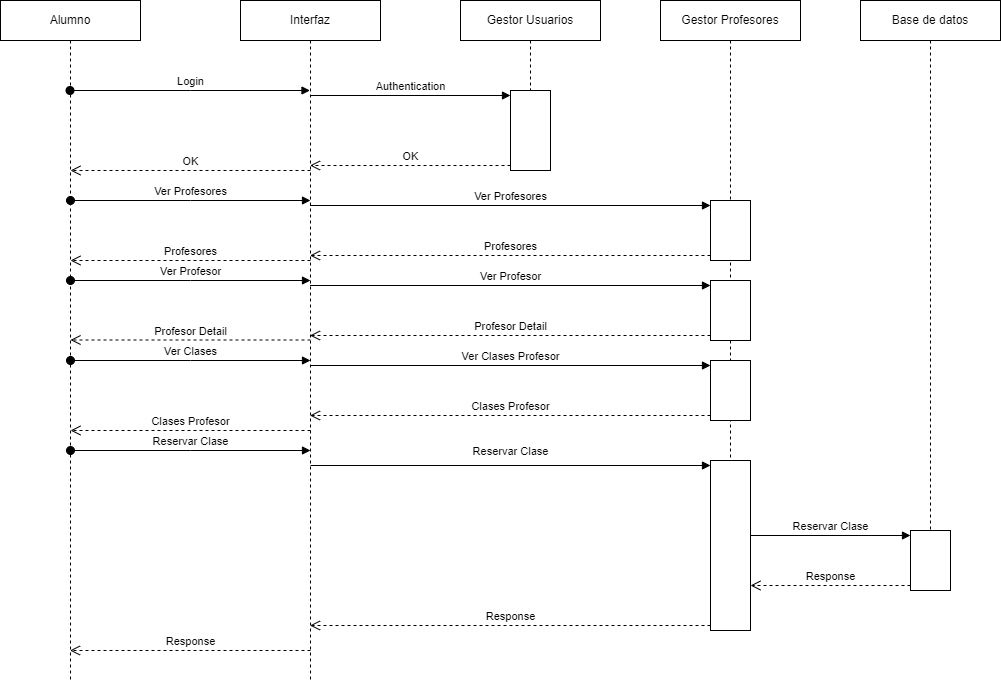 Alumno
Interfaz
Gestor Usuarios
Gestor Profesores
Base de datos
Login
Authentication
OK
OK
Ver Profesores
Ver Profesores
Profesores
Profesores
Ver Profesor
Ver Profesor
Profesor Detail
Profesor Detail
Ver Clases
Ver Clases Profesor
Clases Profesor
Clases Profesor
Reservar Clase
Reservar Clase
Reservar Clase
Response
Response
Response